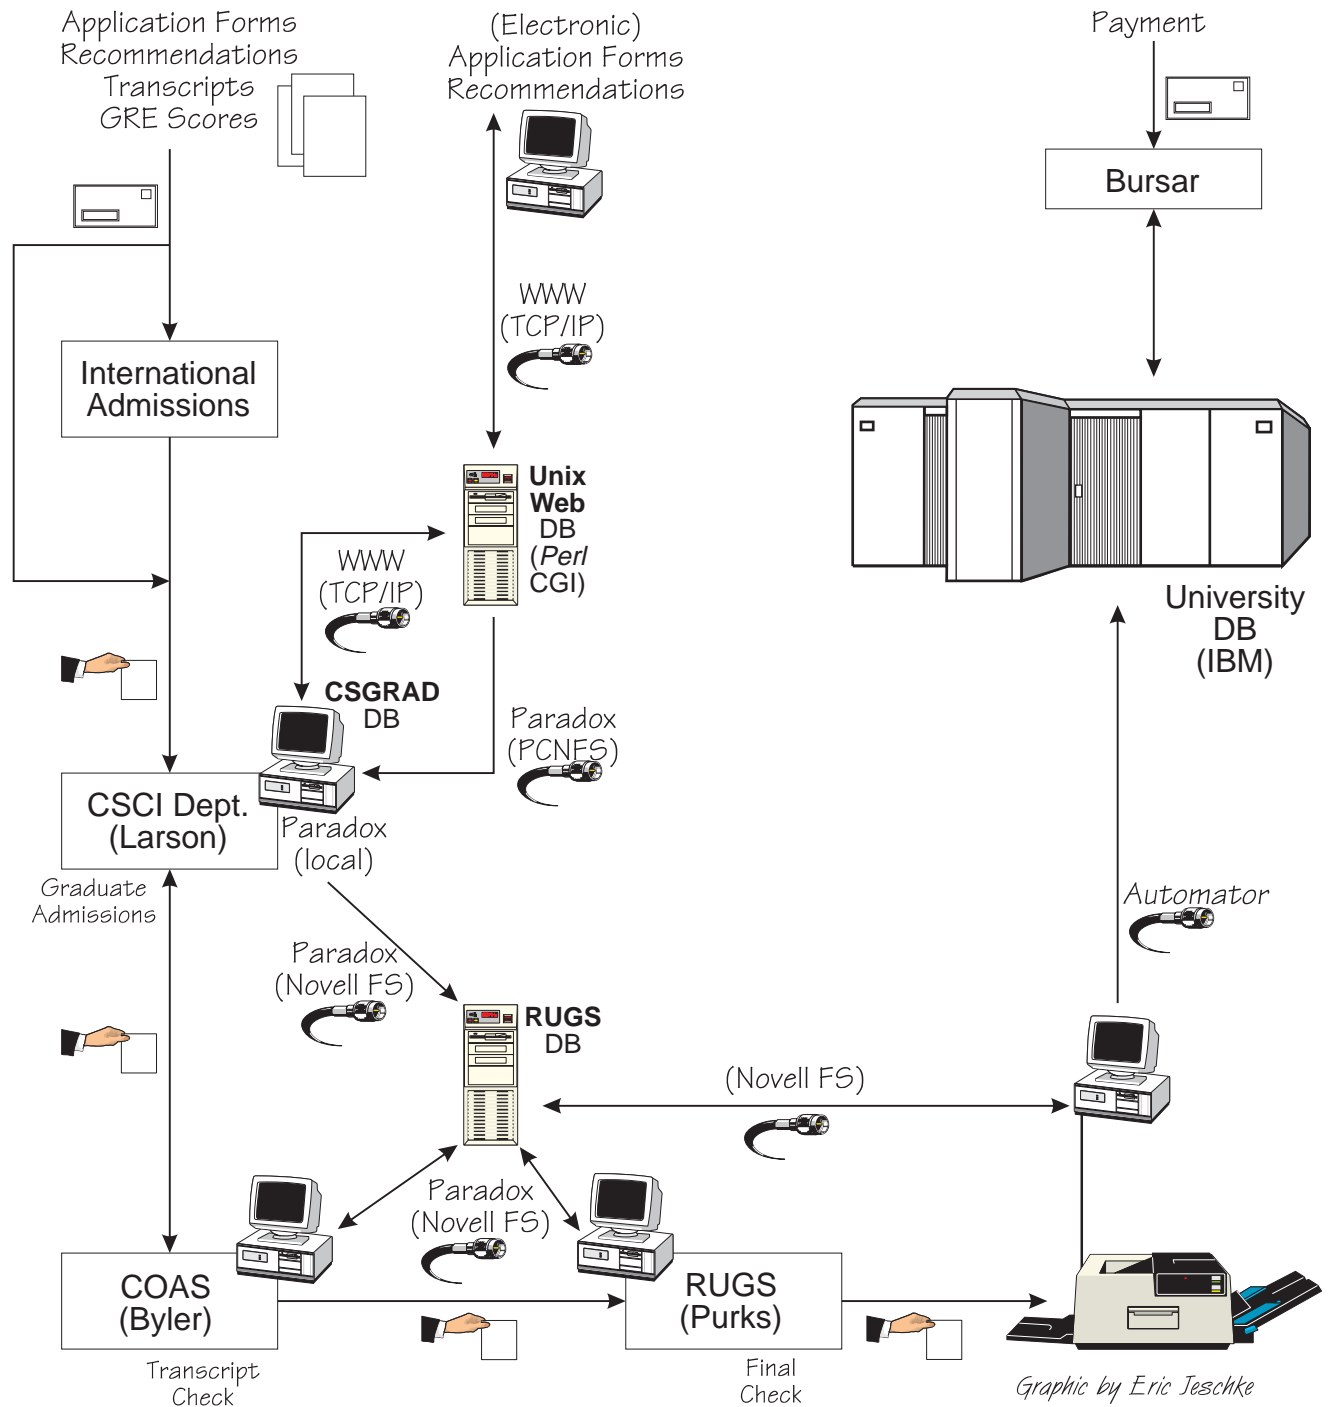 Application Forms
Recommendations
Transcripts
GRE Scores
(Electronic)
Application Forms
Recommendations
Payment
Bursar
WWW
(TCP/IP)
International
Admissions
Unix
Web
DB
(Perl
CGI)
WWW
(TCP/IP)
University
DB
(IBM)
CSGRAD
DB
Paradox
(PCNFS)
CSCI Dept.
(Larson)
Paradox
(local)
Graduate
Admissions
Automator
Paradox
(Novell FS)
RUGS
DB
(Novell FS)
Paradox
(Novell FS)
COAS
(Byler)
RUGS
(Purks)
Transcript
Check
Final
Check
Graphic by Eric Jeschke